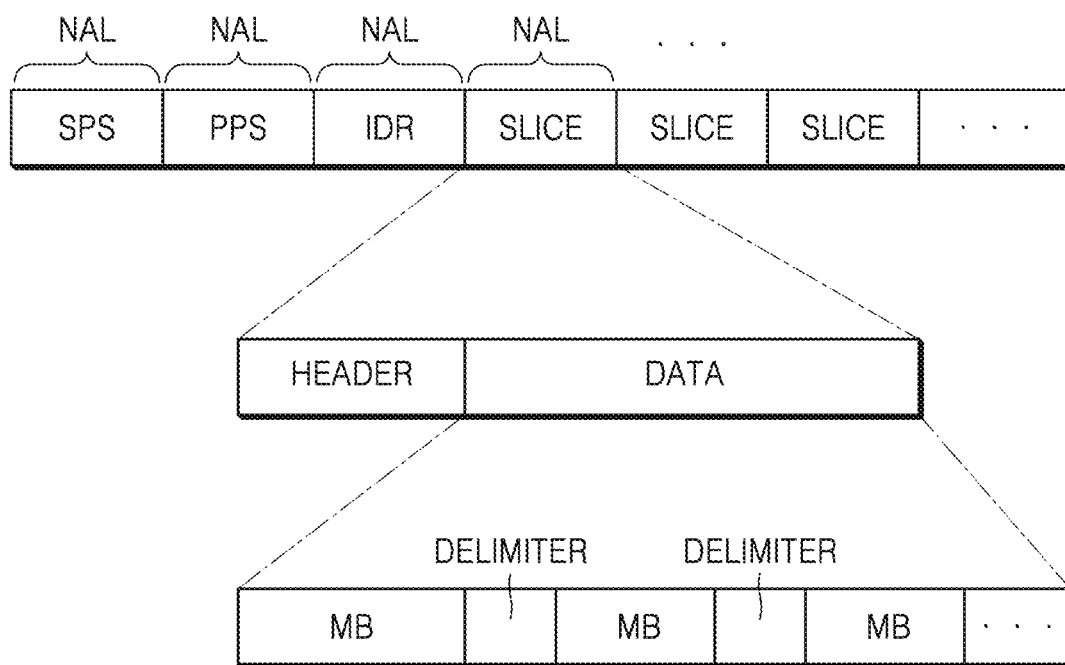 NAL NAL NAL NAL . . .
SPS PPS IDR SLICE SLICE SLICE . . .
HEADER DATA
DELIMITER DELIMITER
MB MB MB . . .